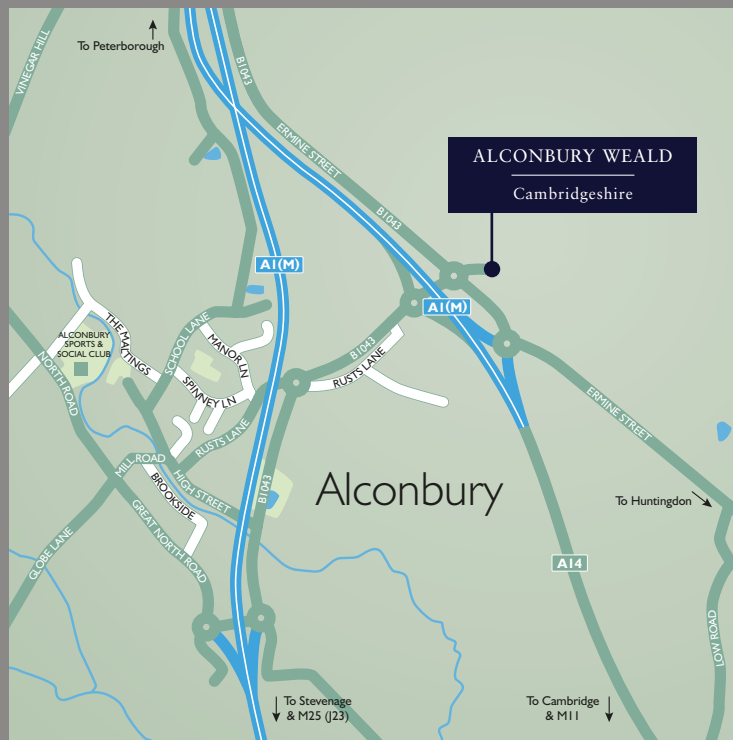 To Peterborough
VINEGAR HILL
B1043
ERMINE STREET
B1043
ALCONBURY WEALD
Cambridgeshire
A1(M)
A1(M)
ALCONBURY
SPORTS &
SOCIAL CLUB
THE MALTINGS
SCHOOL LANE
MANOR LN
B1043
RUSTS LANE
NORTH ROAD
SPINNEY LN
RUSTS LANE
ERMINE STREET
MILL ROAD
HIGH STREET
BROOKSIDE
B1043
Alconbury
To Huntingdon
GREAT NORTH ROAD
GLOBE LANE
A14
LOW ROAD
To Stevenage
& M25 (J23)
To Cambridge
& M11